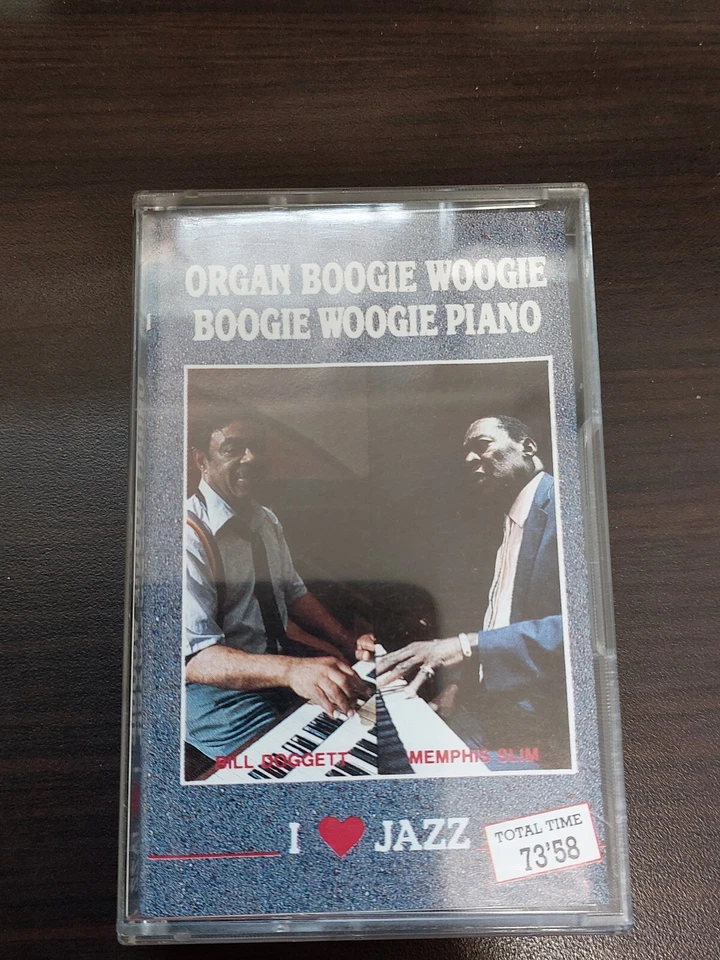 ORGAN BOOGIE WOOGIE
BOOGIE WOOGIE PIANO
BILL DOGGETT
MEMPHIS SLIM
I ♥ JAZZ
TOTAL TIME
73'58